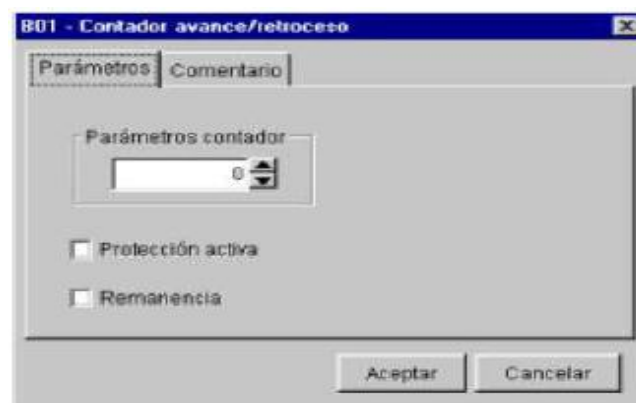 B01 - Contador avance/retroceso
Parámetros Comentario
Parámetros contador
0
Protección activa
Remanencia
Aceptar Cancelar